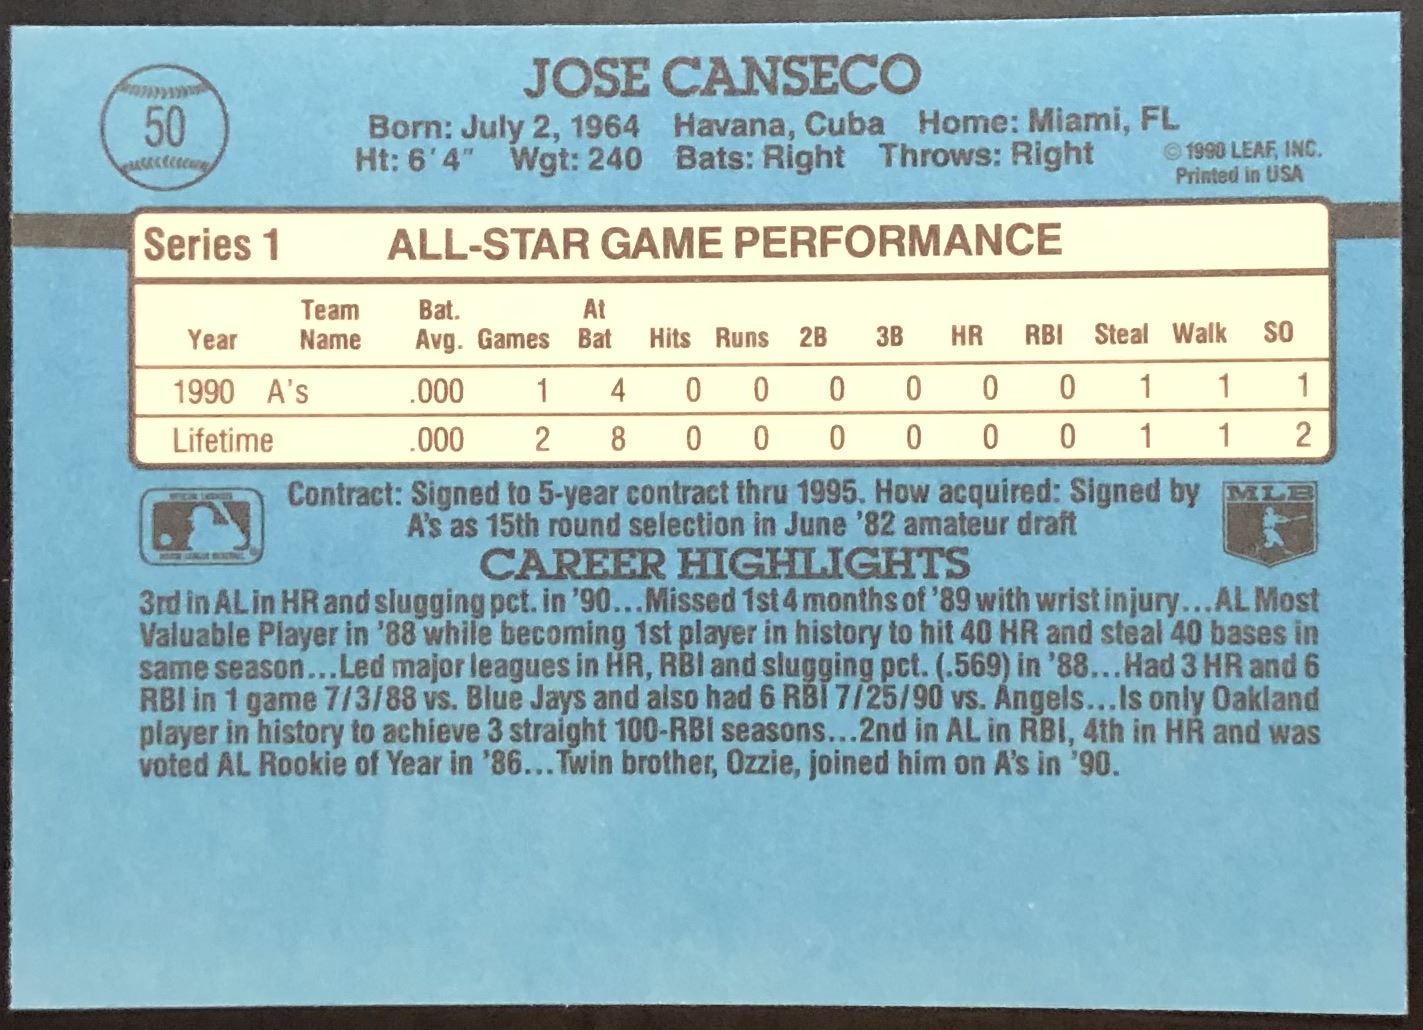 JOSE CANSECO
50
Born: July 2, 1964 Havana, Cuba Home: Miami, FL
Ht: 6'4" Wgt: 240 Bats: Right Throws: Right
©1990 LEAF, INC.
Printed in USA
Series 1 ALL-STAR GAME PERFORMANCE
Year Team Name Bat. Avg. Games At Bat Hits Runs 2B 3B HR RBI Steal Walk SO
1990 A's .000 1 4 0 0 0 0 0 0 1 1 1
Lifetime .000 2 8 0 0 0 0 0 0 1 1 2
Contract: Signed to 5-year contract thru 1995. How acquired: Signed by
A's as 15th round selection in June '82 amateur draft
MLB
CAREER HIGHLIGHTS
3rd in AL in HR and slugging pct. in '90...Missed 1st 4 months of '89 with wrist injury...AL Most
Valuable Player in '88 while becoming 1st player in history to hit 40 HR and steal 40 bases in
same season...Led major leagues in HR, RBI and slugging pct. (.569) in '88...Had 3 HR and 6
RBI in 1 game 7/3/88 vs. Blue Jays and also had 6 RBI 7/25/90 vs. Angels...Is only Oakland
player in history to achieve 3 straight 100-RBI seasons...2nd in AL in RBI, 4th in HR and was
voted AL Rookie of Year in '86...Twin brother, Ozzie, joined him on A's in '90.